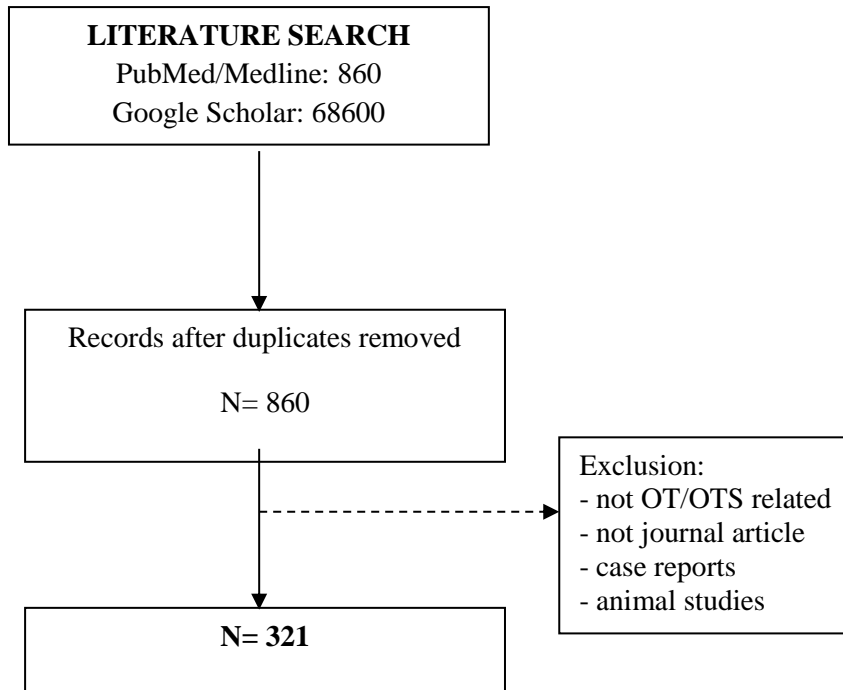 LITERATURE SEARCH
PubMed/Medline: 860
Google Scholar: 68600
Records after duplicates removed
N= 860
Exclusion:
- not OT/OTS related
- not journal article
- case reports
- animal studies
N= 321